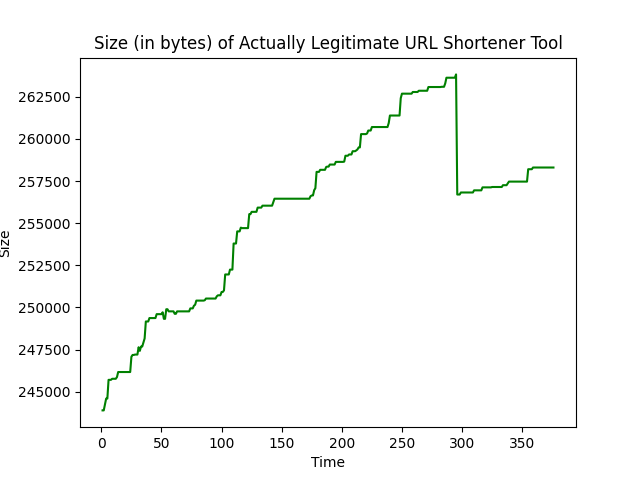 Size (in bytes) of Actually Legitimate URL Shortener Tool
262500
260000
257500
255000
252500
250000
247500
245000
Size
0 50 100 150 200 250 300 350
Time